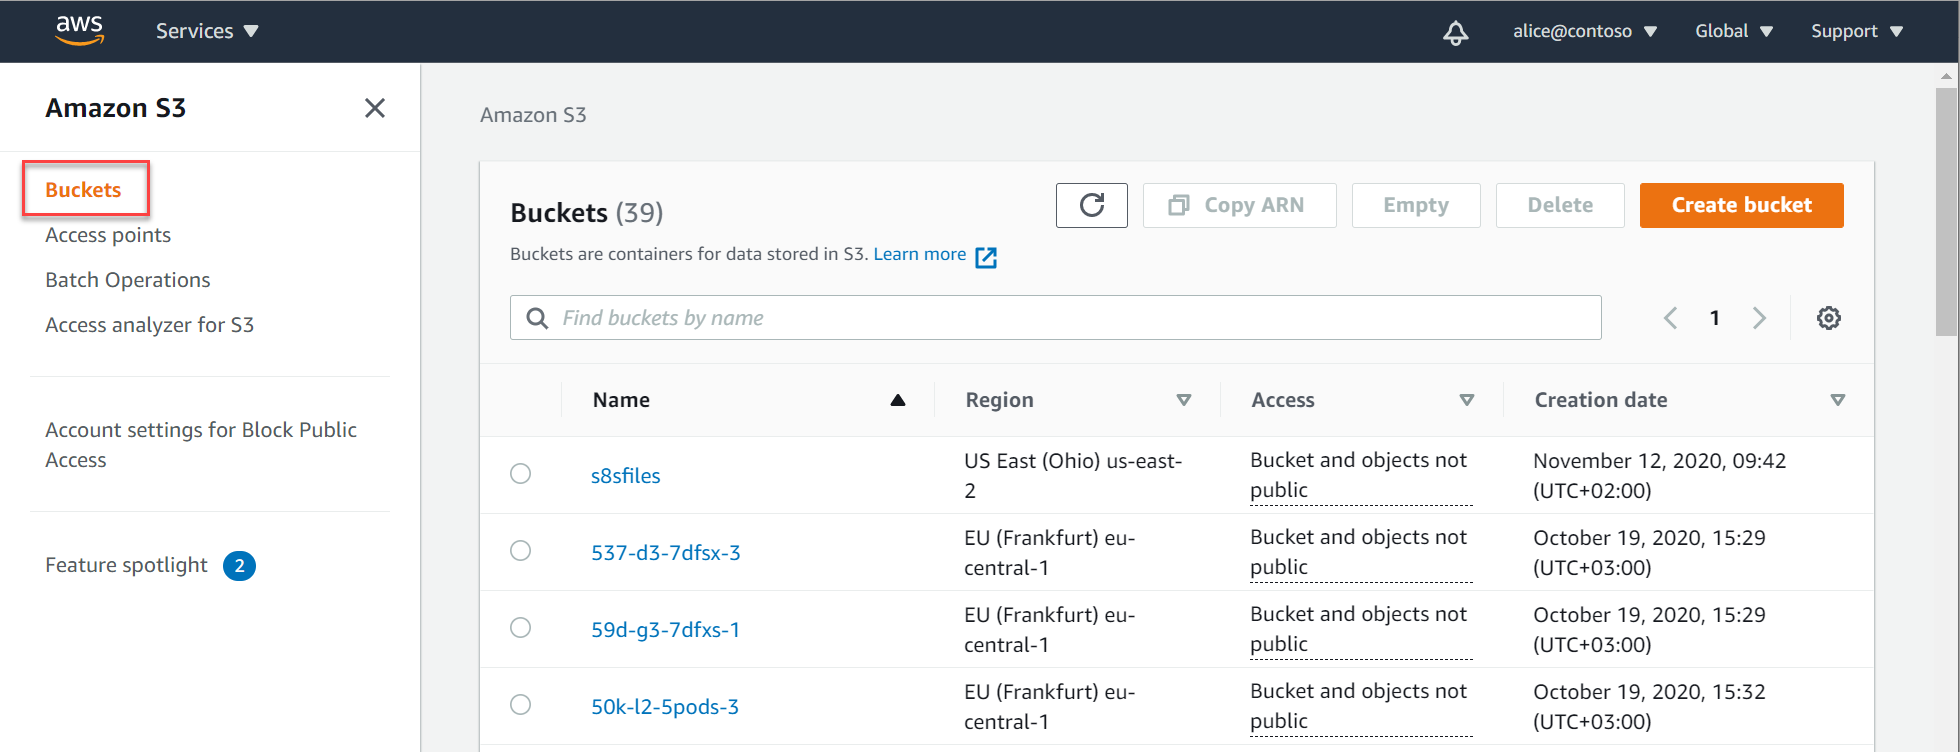 aws
Services
alice@contoso
Global
Support
Amazon S3
Buckets
Access points
Batch Operations
Access analyzer for S3
Account settings for Block Public
Access
Feature spotlight 2
Amazon S3
Buckets (39)
Copy ARN
Empty
Delete
Create bucket
Buckets are containers for data stored in S3. Learn more
Find buckets by name
1
Name Region Access Creation date
s8sfiles
US East (Ohio) us-east-
2
Bucket and objects not
public
November 12, 2020, 09:42
(UTC+02:00)
537-d3-7dfsx-3
EU (Frankfurt) eu-
central-1
Bucket and objects not
public
October 19, 2020, 15:29
(UTC+03:00)
59d-g3-7dfxs-1
EU (Frankfurt) eu-
central-1
Bucket and objects not
public
October 19, 2020, 15:29
(UTC+03:00)
50k-l2-5pods-3
EU (Frankfurt) eu-
central-1
Bucket and objects not
public
October 19, 2020, 15:32
(UTC+03:00)